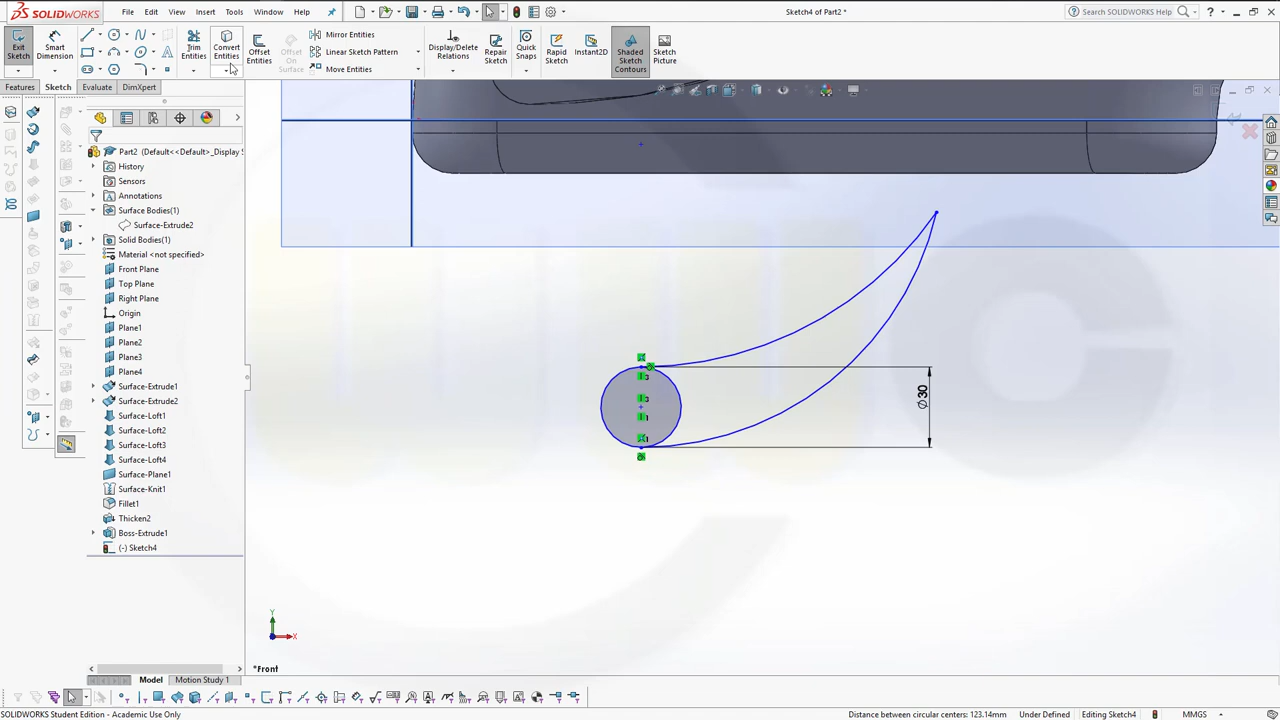 SOLIDWORKS File Edit View Insert Tools Window Help Sketch4 of Part2 * Search SOLIDWORKS Help
Exit Sketch
Smart Dimension
Trim Entities
Convert Entities
Offset Entities
Offset On Surface
Mirror Entities
Linear Sketch Pattern
Move Entities
Display/Delete Relations
Repair Sketch
Quick Snaps
Rapid Sketch
Instant2D
Shaded Sketch Contours
Sketch Picture
Features Sketch Evaluate DimXpert
Part2 (Default<<Default>_Display S
History
Sensors
Annotations
Surface Bodies(1)
Surface-Extrude2
Solid Bodies(1)
Material <not specified>
Front Plane
Top Plane
Right Plane
Origin
Plane1
Plane2
Plane3
Plane4
Surface-Extrude1
Surface-Extrude2
Surface-Loft1
Surface-Loft2
Surface-Loft3
Surface-Loft4
Surface-Plane1
Surface-Knit1
Fillet1
Thicken2
Boss-Extrude1
(-) Sketch4
∅30
Y
X
*Front
Model Motion Study 1
SOLIDWORKS Student Edition - Academic Use Only Distance between circular centers: 123.14mm Under Defined Editing Sketch4 MMGS